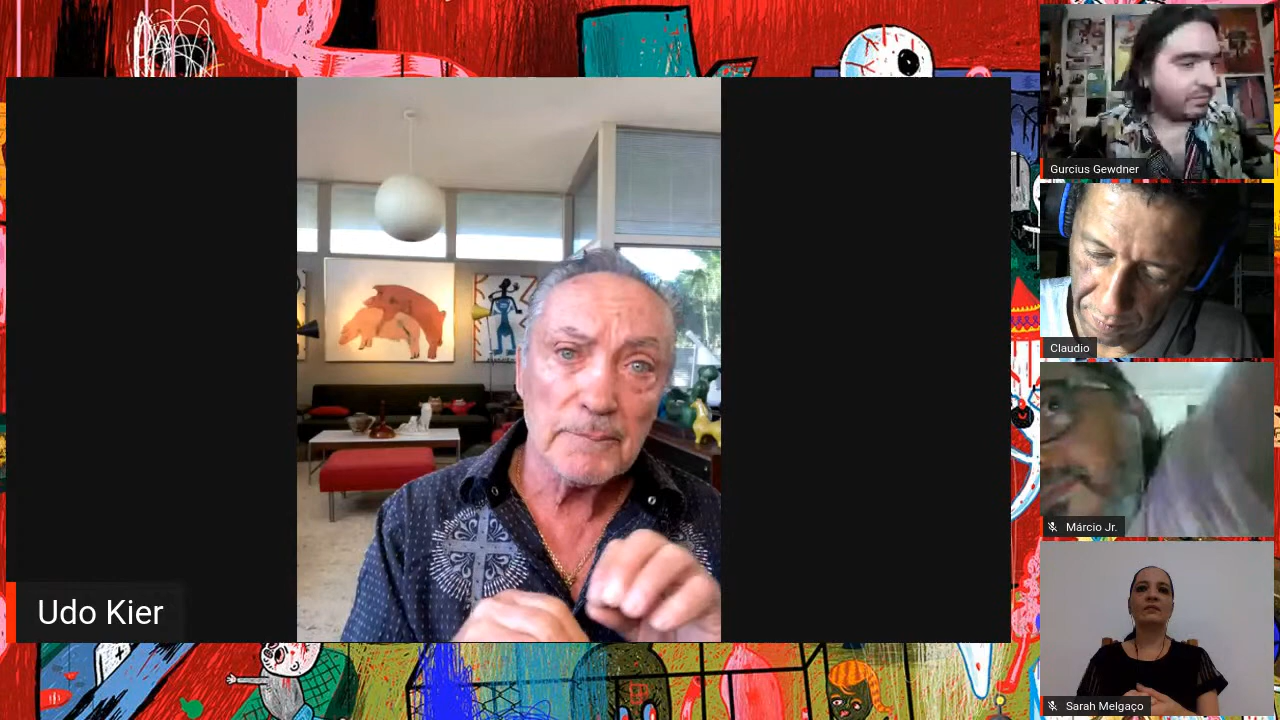 Udo Kier
Gurcius Gewdner
Claudio
Márcio Jr.
Sarah Melgaço